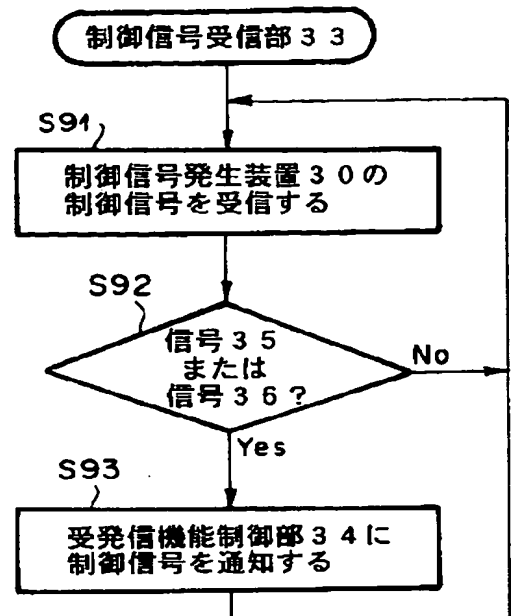 制御信号受信部３３
S91
制御信号発生装置３０の
制御信号を受信する
S92
信号３５
または
信号３６？
No
Yes
S93
受発信機能制御部３４に
制御信号を通知する